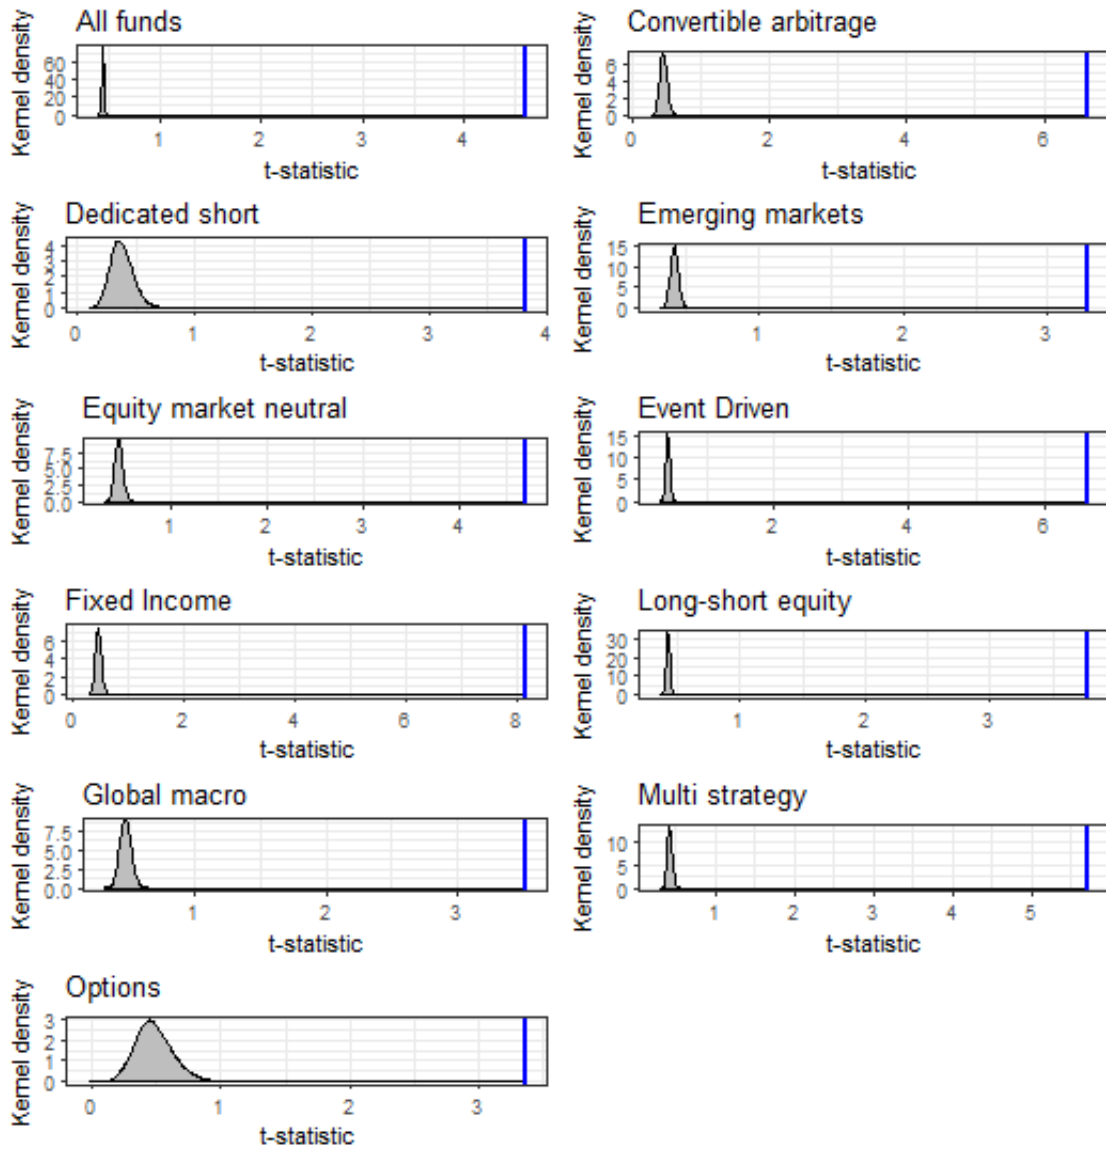 All funds
Kernel density
60
40
20
0
1 2 3 4
t-statistic
Convertible arbitrage
Kernel density
6
4
2
0
0 2 4 6
t-statistic
Dedicated short
Kernel density
4
3
2
1
0
0 1 2 3 4
t-statistic
Emerging markets
Kernel density
15
10
5
0
1 2 3
t-statistic
Equity market neutral
Kernel density
7.5
5.0
2.5
0.0
1 2 3 4
t-statistic
Event Driven
Kernel density
15
10
5
0
2 4 6
t-statistic
Fixed Income
Kernel density
6
4
2
0
0 2 4 6 8
t-statistic
Long-short equity
Kernel density
30
20
10
0
1 2 3
t-statistic
Global macro
Kernel density
7.5
5.0
2.5
0.0
1 2 3
t-statistic
Multi strategy
Kernel density
10
5
0
1 2 3 4 5
t-statistic
Options
Kernel density
3
2
1
0
0 1 2 3
t-statistic